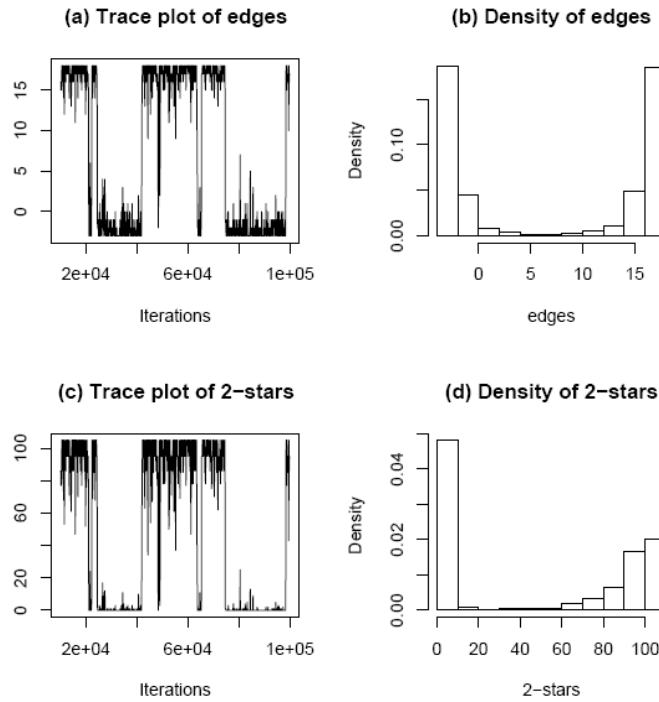 (a) Trace plot of edges
15
10
5
0
2e+04 6e+04 1e+05
Iterations
(b) Density of edges
Density
0.10
0.00
0 5 10 15
edges
(c) Trace plot of 2-stars
100
60
20
0
2e+04 6e+04 1e+05
Iterations
(d) Density of 2-stars
Density
0.04
0.02
0.00
0 20 40 60 80 100
2-stars